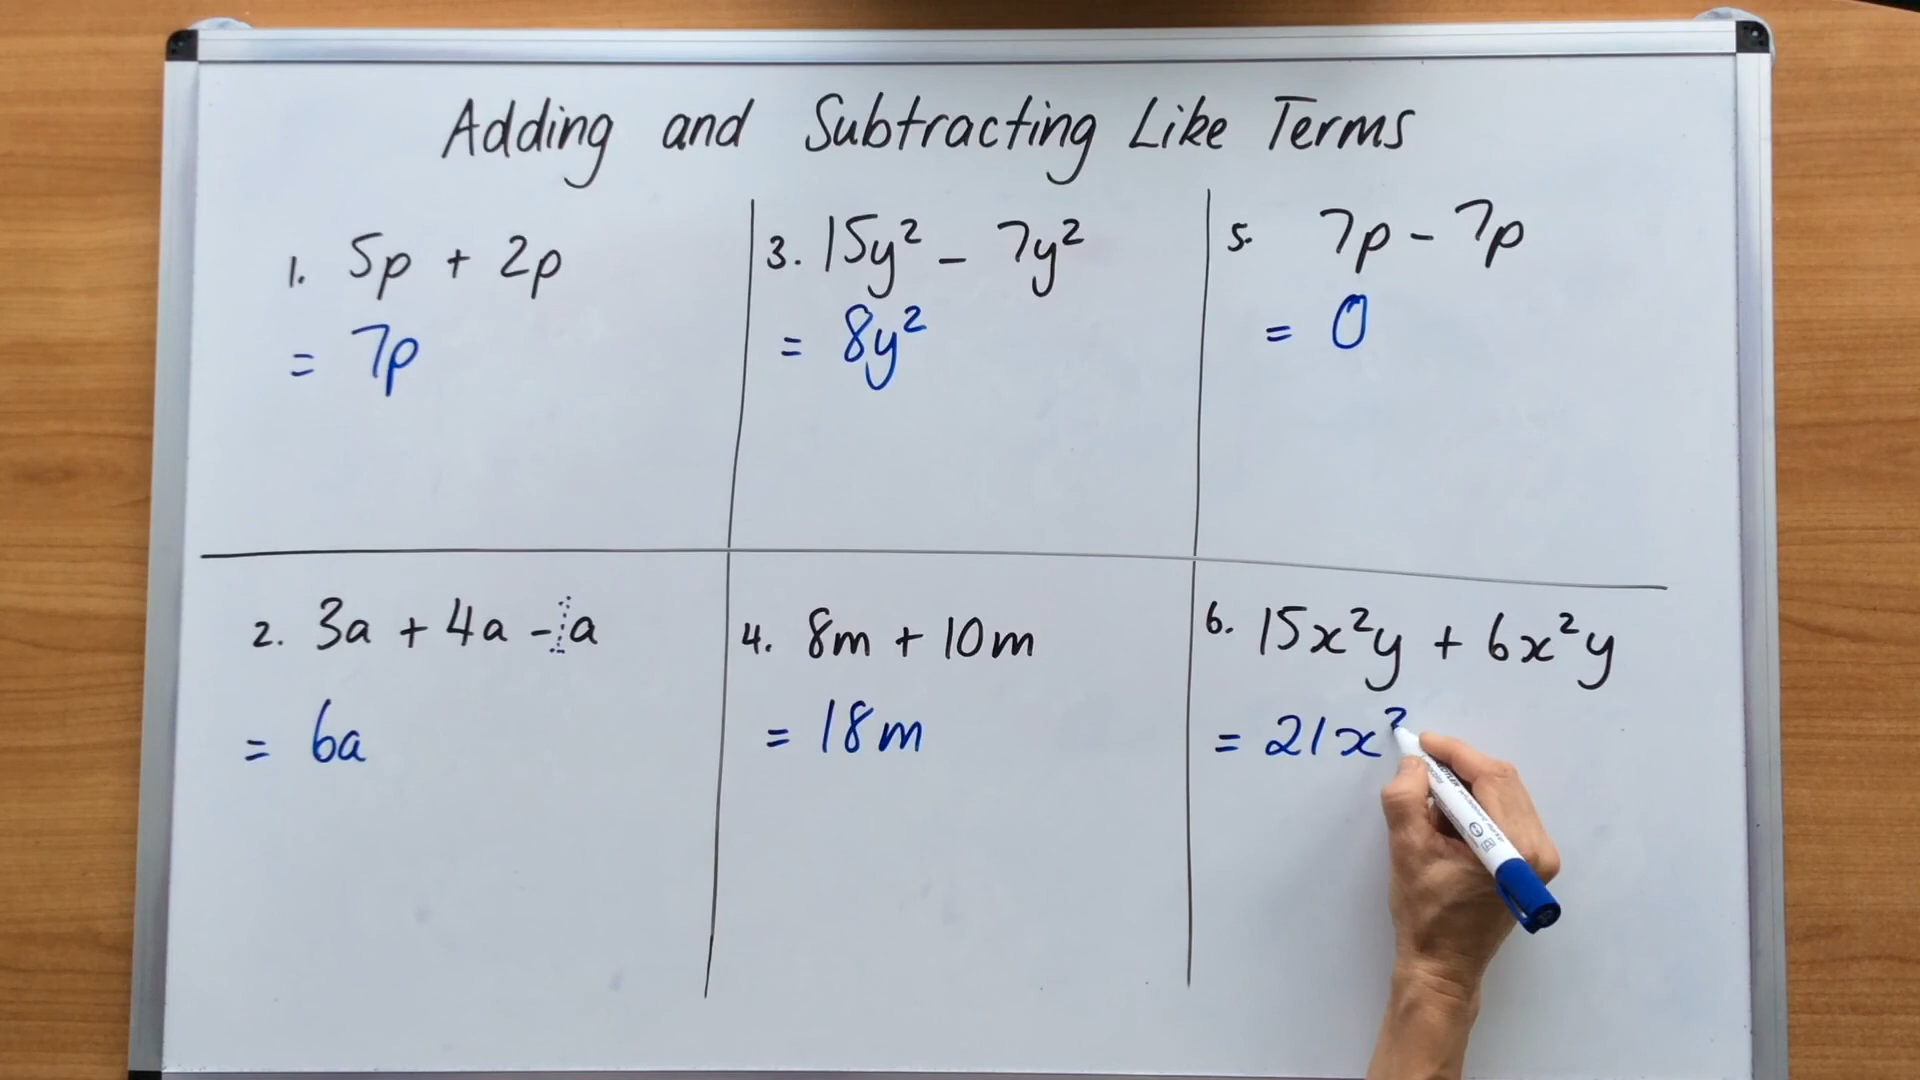 Adding and Subtracting Like Terms
1. 5p + 2p
= 7p
3. 15y² - 7y²
= 8y²
5. 7p - 7p
= 0
2. 3a + 4a - 1a
= 6a
4. 8m + 10m
= 18m
6. 15x²y + 6x²y
= 21x²